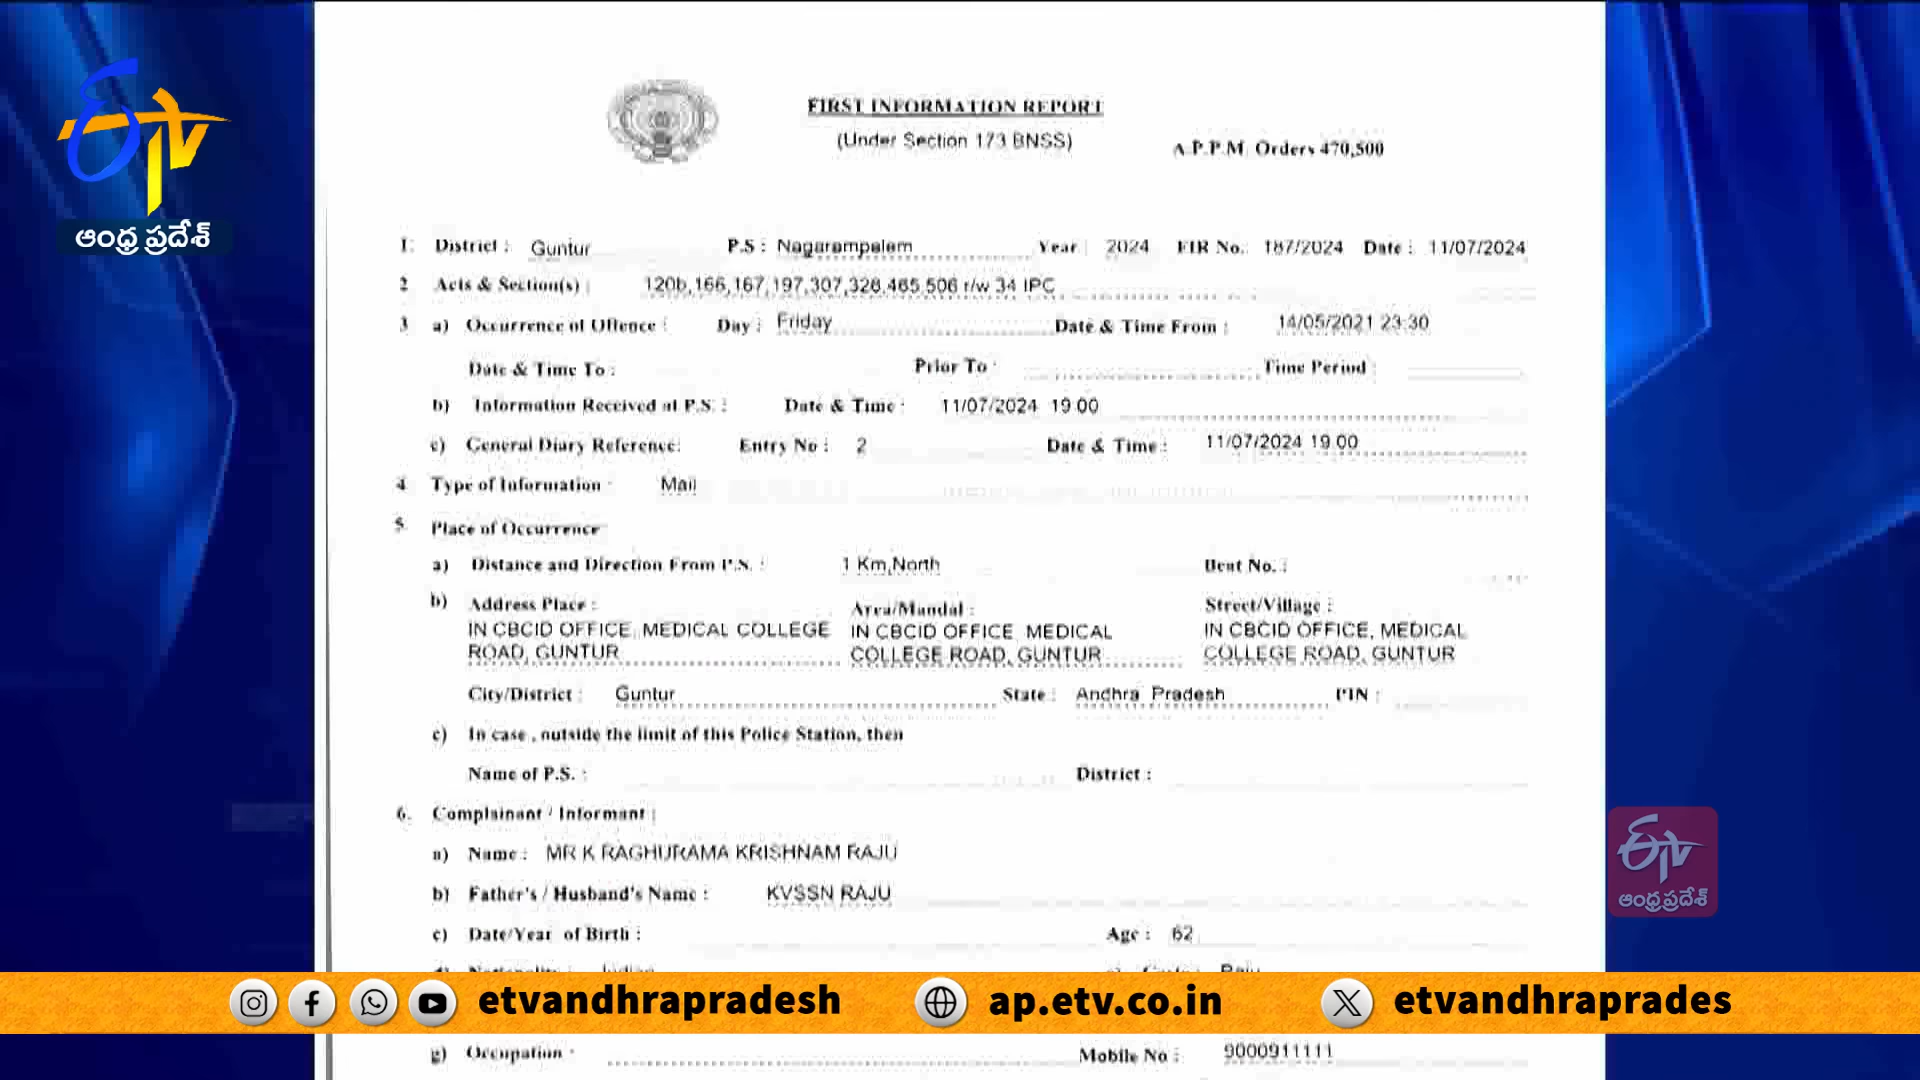 ఈtv
ఆంధ్ర ప్రదేశ్
FIRST INFORMATION REPORT
(Under Section 173 BNSS)
A.P.P.M. Orders 470,500
1. District : Guntur P.S : Nagarampalem Year : 2024 FIR No. 187/2024 Date : 11/07/2024
2 Acts & Section(s) : 120b,166,167,197,307,326,465,506 r/w 34 IPC
3 a) Occurrence of Offence : Day : Friday Date & Time From : 14/05/2021 23:30
Date & Time To : Prior To : Time Period :
b) Information Received at P.S. : Date & Time : 11/07/2024 19:00
c) General Diary Reference: Entry No : 2 Date & Time : 11/07/2024 19:00
4 Type of Information : Mail
5. Place of Occurrence
a) Distance and Direction From P.S. : 1 Km,North Beat No. :
b) Address Place : Area/Mandal : Street/Village :
IN CBCID OFFICE, MEDICAL COLLEGE IN CBCID OFFICE, MEDICAL IN CBCID OFFICE, MEDICAL
ROAD, GUNTUR COLLEGE ROAD, GUNTUR COLLEGE ROAD, GUNTUR
City/District : Guntur State : Andhra Pradesh PIN :
c) In case , outside the limit of this Police Station, then
Name of P.S. : District :
6. Complainant / Informant :
a) Name : MR K RAGHURAMA KRISHNAM RAJU
b) Father's / Husband's Name : KVSSN RAJU
c) Date/Year of Birth : Age : 62
ఈtv
ఆంధ్రప్రదేశ్
etvandhrapradesh ap.etv.co.in etvandhraprades
g) Occupation : Mobile No : 9000911111